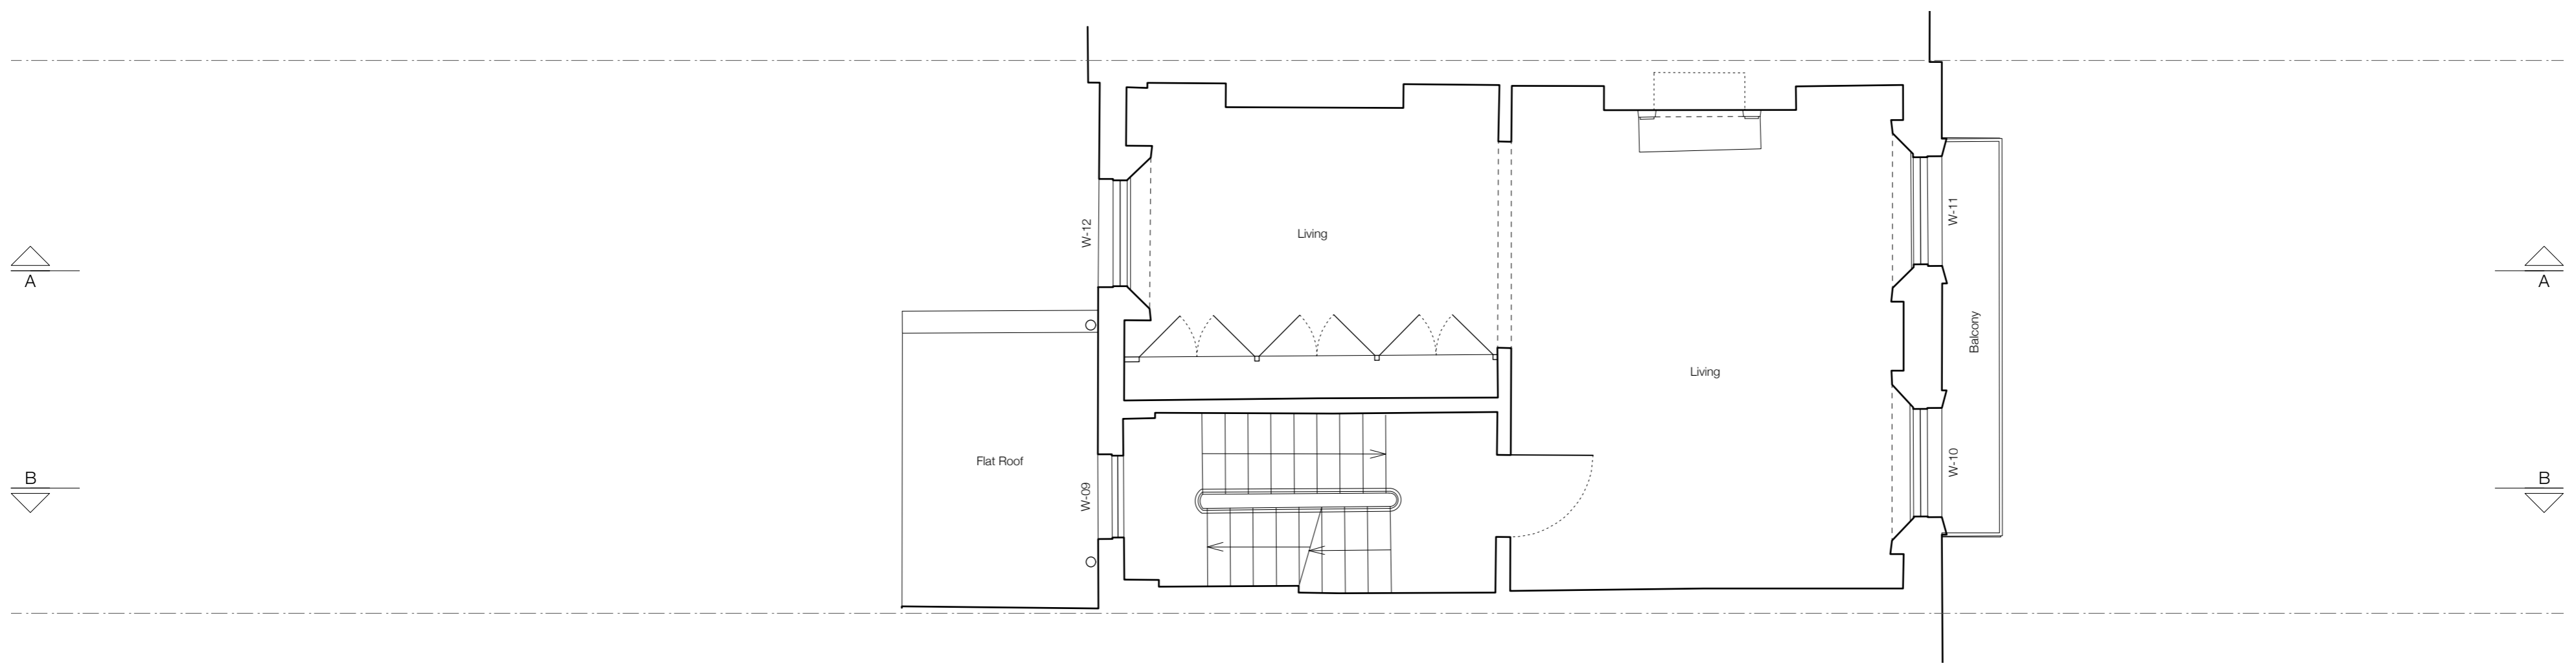 W-12
W-11
Living
A
A
Balcony
Living
Flat Roof
W-10
B
B
W-09